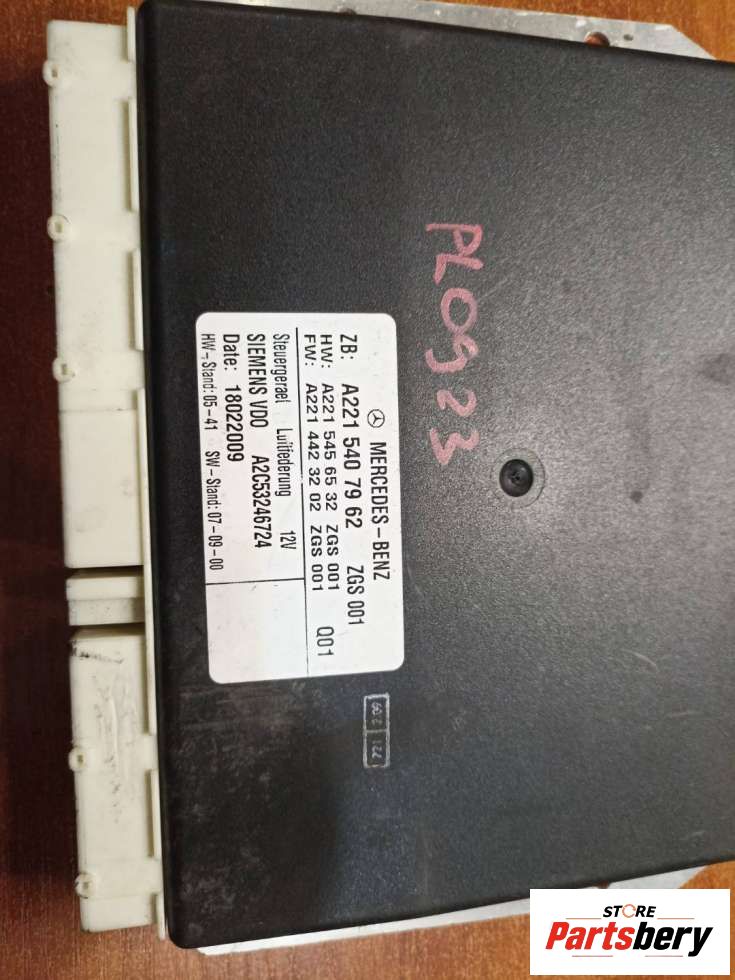 MERCEDES-BENZ
ZB: A221 540 79 62 ZGS 001
HW: A221 545 65 32 ZGS 001 Q01
FW: A221 442 32 02 ZGS 001
Steuergeraet Luftfederung 12V
SIEMENS VDO A2C53246724
Date: 18022009
HW-Stand: 05-41 SW-Stand: 07-09-00
PL0923
221
STORE
Partsbery